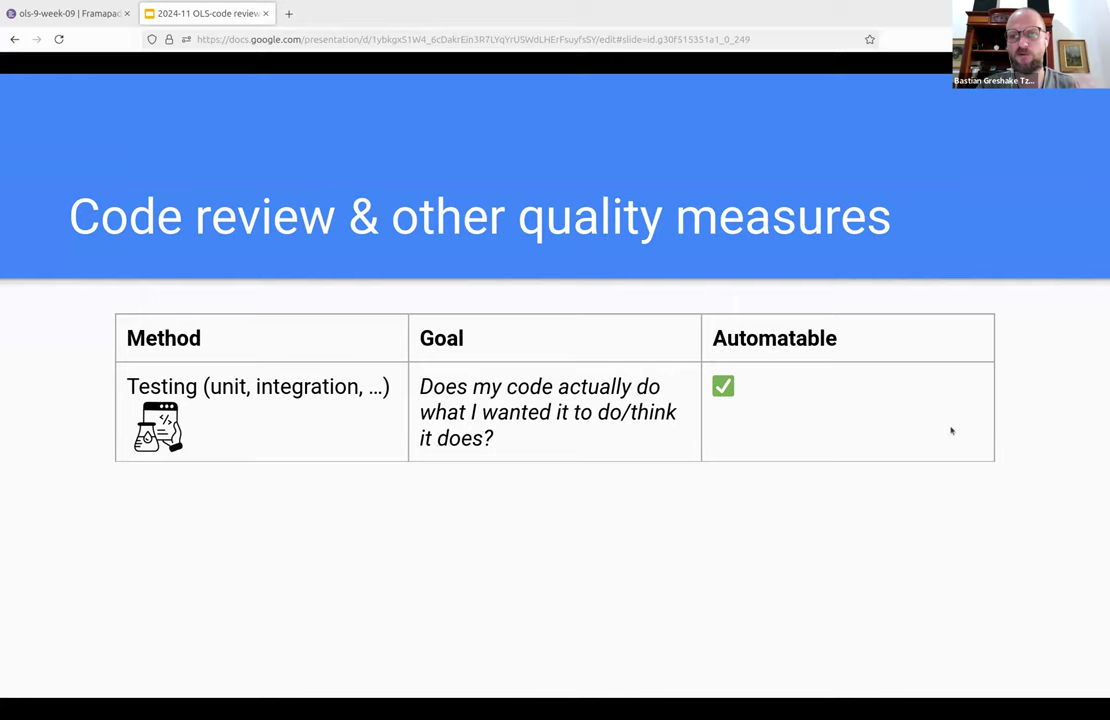 ols-9-week-09 | Framapad
2024-11 OLS-code review
https://docs.google.com/presentation/d/1ybkgxS1W4_6cDakrEin3R7LYqYrUSWdLHErFsuyfsSY/edit#slide=id.g30f515351a1_0_249
Bastian Greshake Tz...
Code review & other quality measures
Method Goal Automatable
Testing (unit, integration, ...)
Does my code actually do
what I wanted it to do/think
it does?